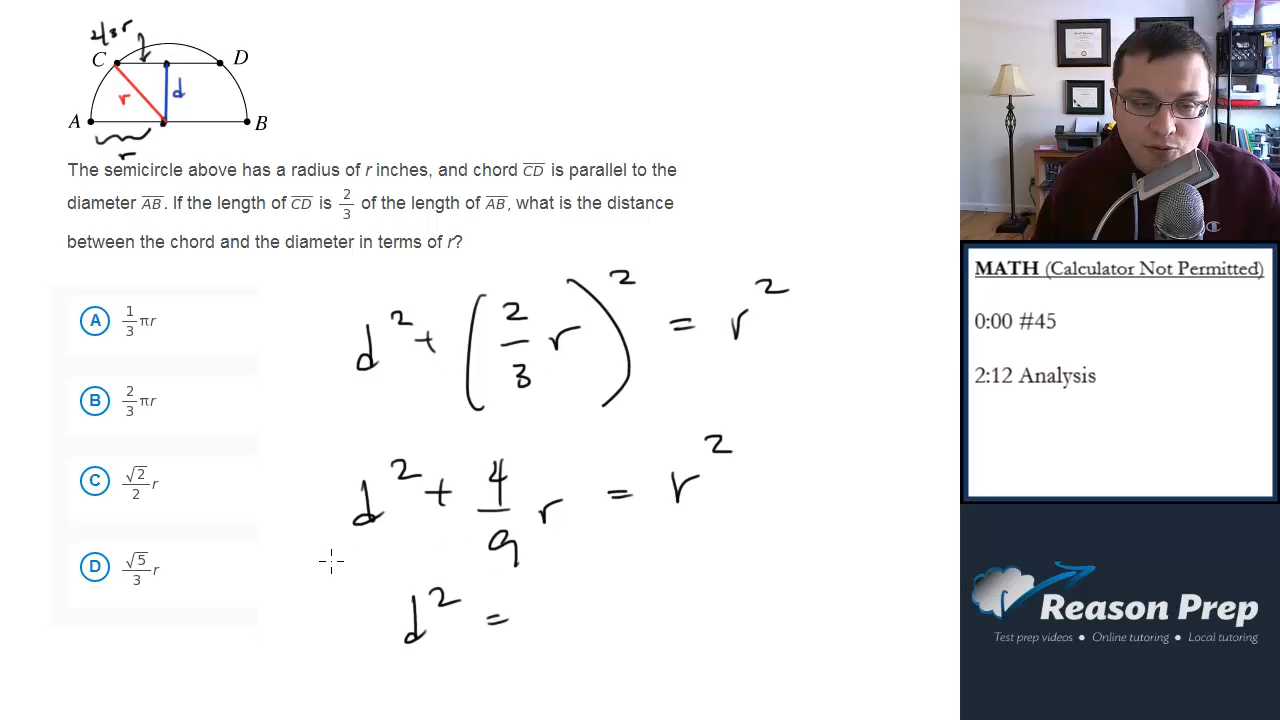 4/3 r
C
D
r
d
A
B
r
The semicircle above has a radius of r inches, and chord CD is parallel to the
diameter AB. If the length of CD is 2/3 of the length of AB, what is the distance
between the chord and the diameter in terms of r?
A 1/3 πr
B 2/3 πr
C √2/2 r
D √5/3 r
d² + (2/3 r)² = r²
d² + 4/9 r = r²
d² =
MATH (Calculator Not Permitted)
0:00 #45
2:12 Analysis
Reason Prep
Test prep videos • Online tutoring • Local tutoring